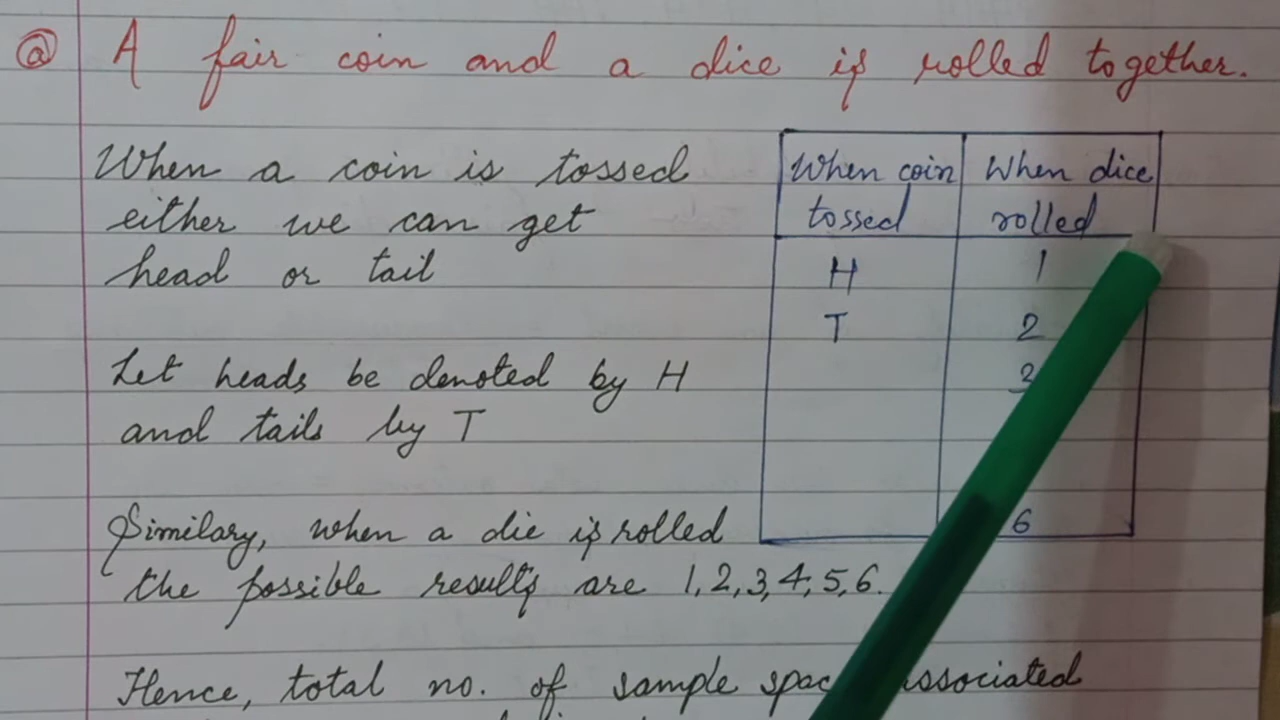 @ A fair coin and a dice is rolled together.
When a coin is tossed
either we can get
head or tail
Let heads be denoted by H
and tails by T
Similary, when a die is rolled
the possible results are 1, 2, 3, 4, 5, 6.
Hence, total no. of sample associated
When coin When dice
tossed rolled
H 1
T 2
3
6